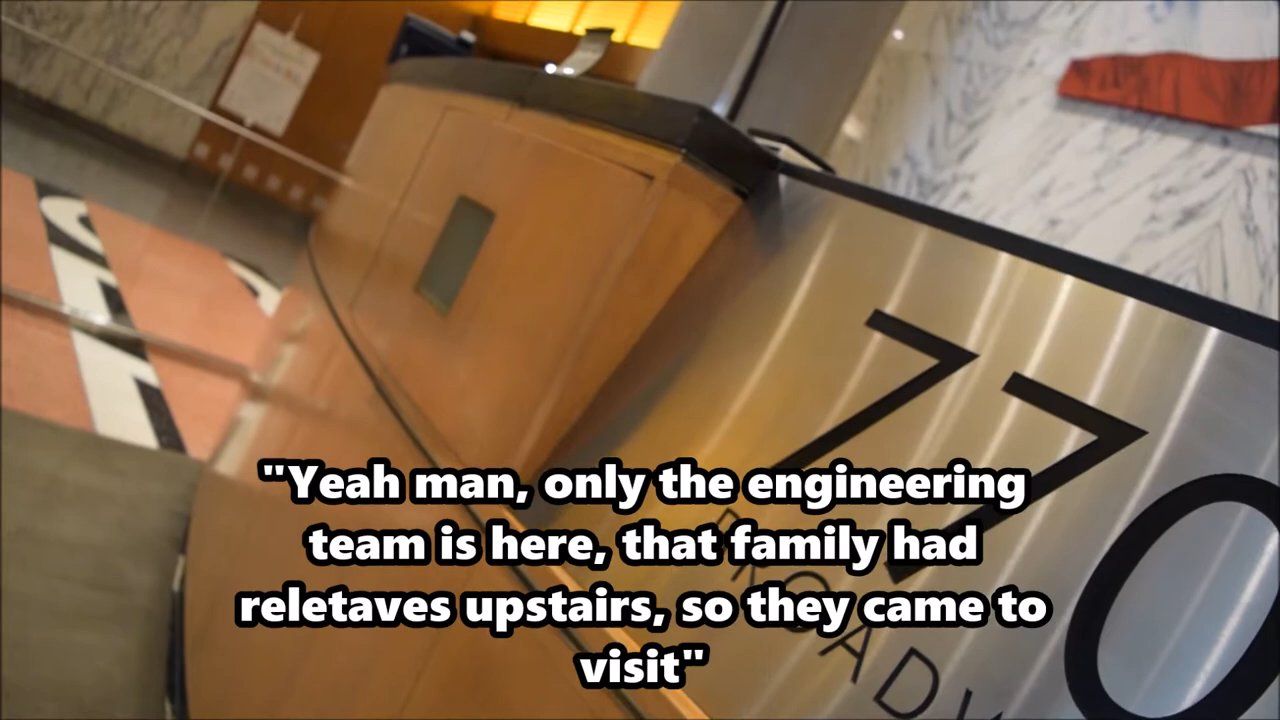 770
BROADW
"Yeah man, only the engineering
team is here, that family had
reletaves upstairs, so they came to
visit"